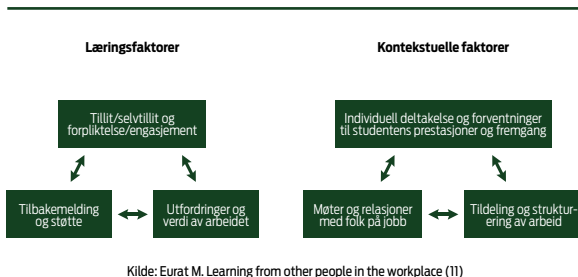 Læringsfaktorer
Tillit/selvtillit og
forpliktelse/engasjement
Tilbakemelding
og støtte
Utfordringer og
verdi av arbeidet
Kontekstuelle faktorer
Individuell deltakelse og forventninger
til studentens prestasjoner og fremgang
Møter og relasjoner
med folk på jobb
Tildeling og struktur-
ering av arbeid
Kilde: Eurat M. Learning from other people in the workplace (11)